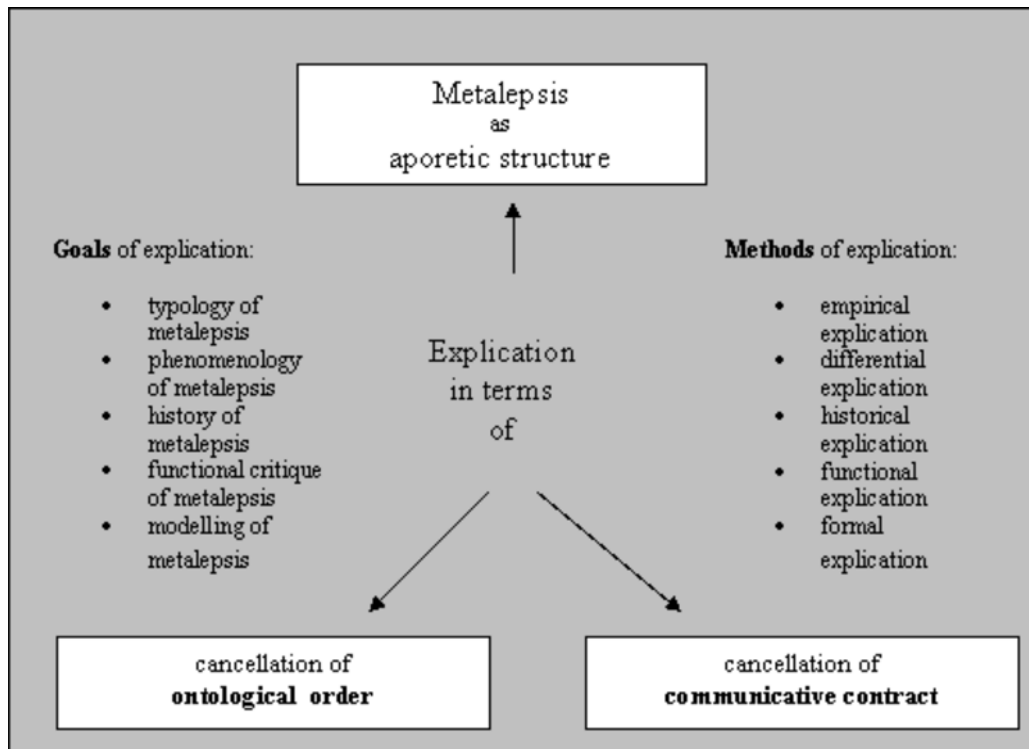 Metalepsis
as
aporetic structure
Goals of explication:
• typology of
metalepsis
• phenomenology
of metalepsis
• history of
metalepsis
• functional critique
of metalepsis
• modelling of
metalepsis
Explication
in terms
of
Methods of explication:
• empirical
explication
• differential
explication
• historical
explication
• functional
explication
• formal
explication
cancellation of
ontological order
cancellation of
communicative contract